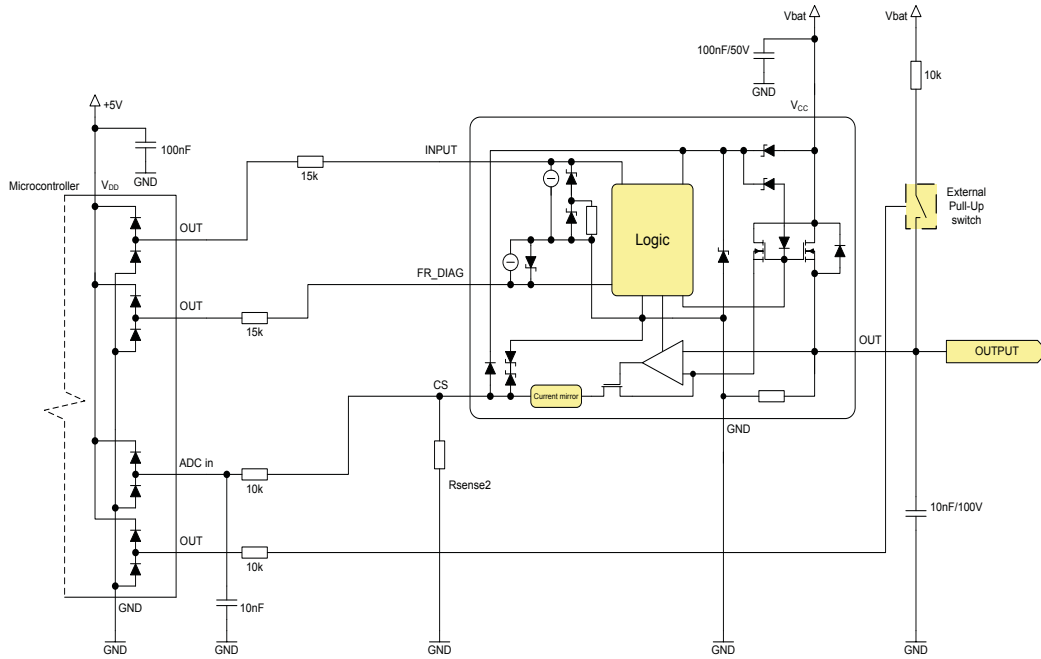 Vbat
Vbat
100nF/50V
GND
10k
+5V
VCC
100nF
GND
Microcontroller
VDD
INPUT
15k
OUT
External
Pull-Up
switch
Logic
FR_DIAG
OUT
15k
OUT
OUTPUT
CS
Current mirror
GND
ADC in
10k
Rsense2
10nF/100V
OUT
10k
GND
10nF
GND
GND
GND
GND
GND